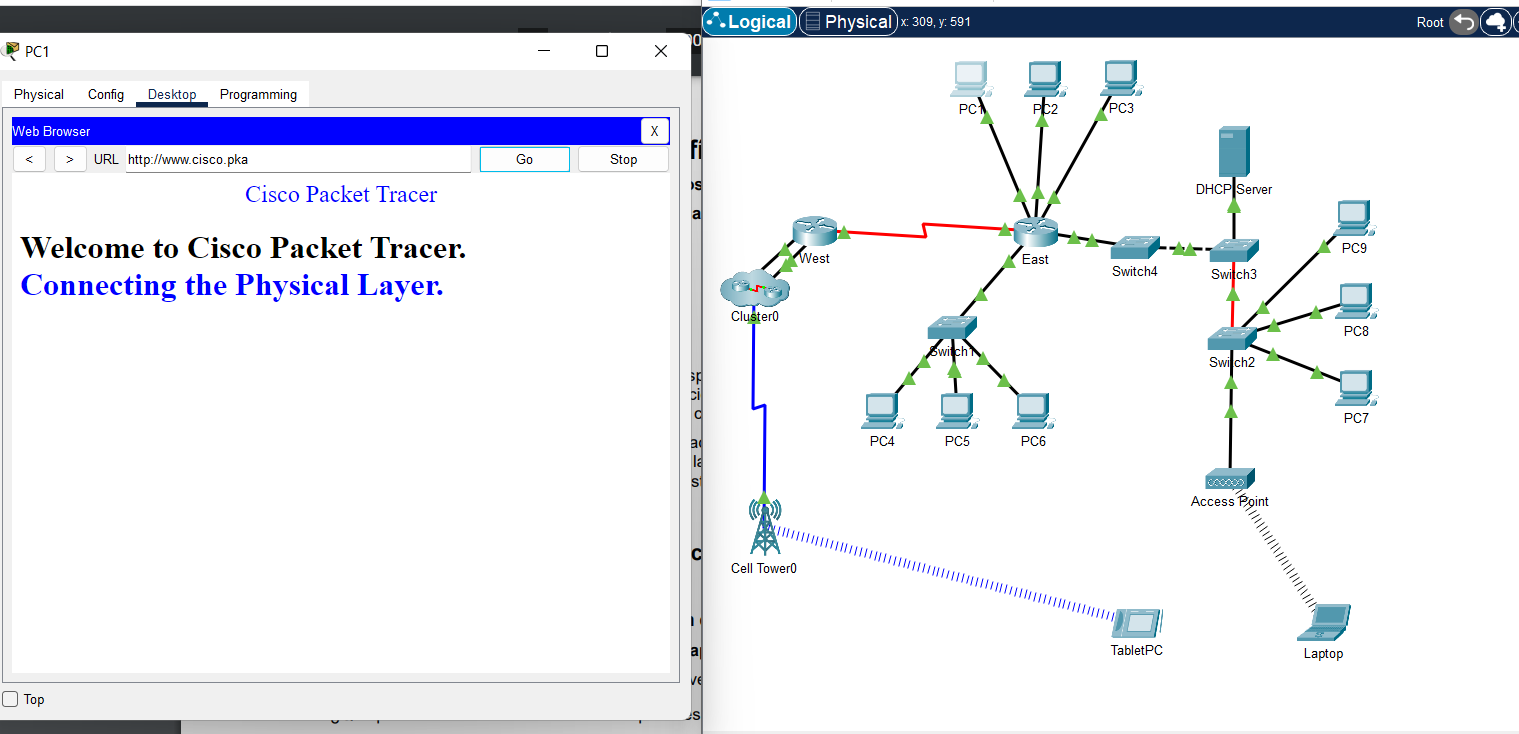 PC1
Physical Config Desktop Programming
Web Browser
X
< > URL http://www.cisco.pka Go Stop
Cisco Packet Tracer
Welcome to Cisco Packet Tracer.
Connecting the Physical Layer.
Top
Logical Physical x: 309, y: 591 Root
PC1 PC2 PC3
DHCP Server
PC9
West East Switch4 Switch3
Cluster0
PC8
Switch1 Switch2
PC7
PC4 PC5 PC6
Access Point
Cell Tower0
TabletPC Laptop